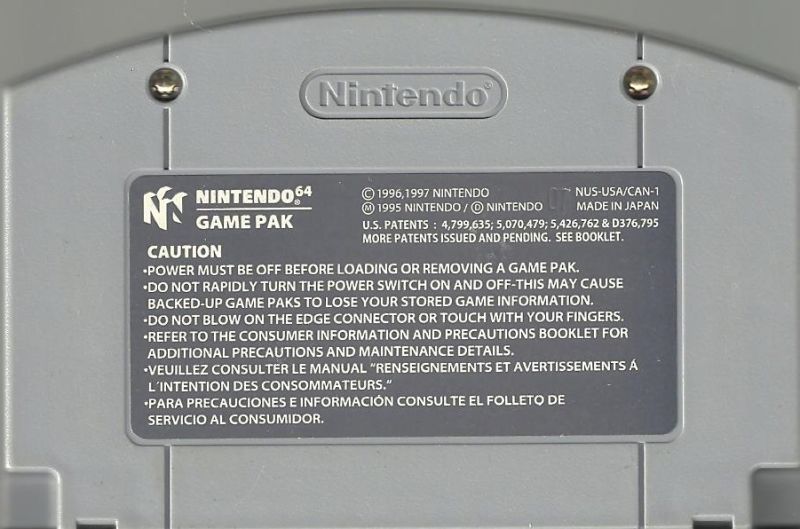 Nintendo®
NINTENDO64®
GAME PAK
©1996,1997 NINTENDO
Ⓜ1995 NINTENDO/Ⓓ NINTENDO
NUS-USA/CAN-1
MADE IN JAPAN
U.S. PATENTS : 4,799,635; 5,070,479; 5,426,762 & D376,795
MORE PATENTS ISSUED AND PENDING. SEE BOOKLET.
CAUTION
•POWER MUST BE OFF BEFORE LOADING OR REMOVING A GAME PAK.
•DO NOT RAPIDLY TURN THE POWER SWITCH ON AND OFF-THIS MAY CAUSE
BACKED-UP GAME PAKS TO LOSE YOUR STORED GAME INFORMATION.
•DO NOT BLOW ON THE EDGE CONNECTOR OR TOUCH WITH YOUR FINGERS.
•REFER TO THE CONSUMER INFORMATION AND PRECAUTIONS BOOKLET FOR
ADDITIONAL PRECAUTIONS AND MAINTENANCE DETAILS.
•VEUILLEZ CONSULTER LE MANUAL "RENSEIGNEMENTS ET AVERTISSEMENTS Á
L'INTENTION DES CONSOMMATEURS."
•PARA PRECAUCIONES E INFORMACIÓN CONSULTE EL FOLLETO DE
SERVICIO AL CONSUMIDOR.